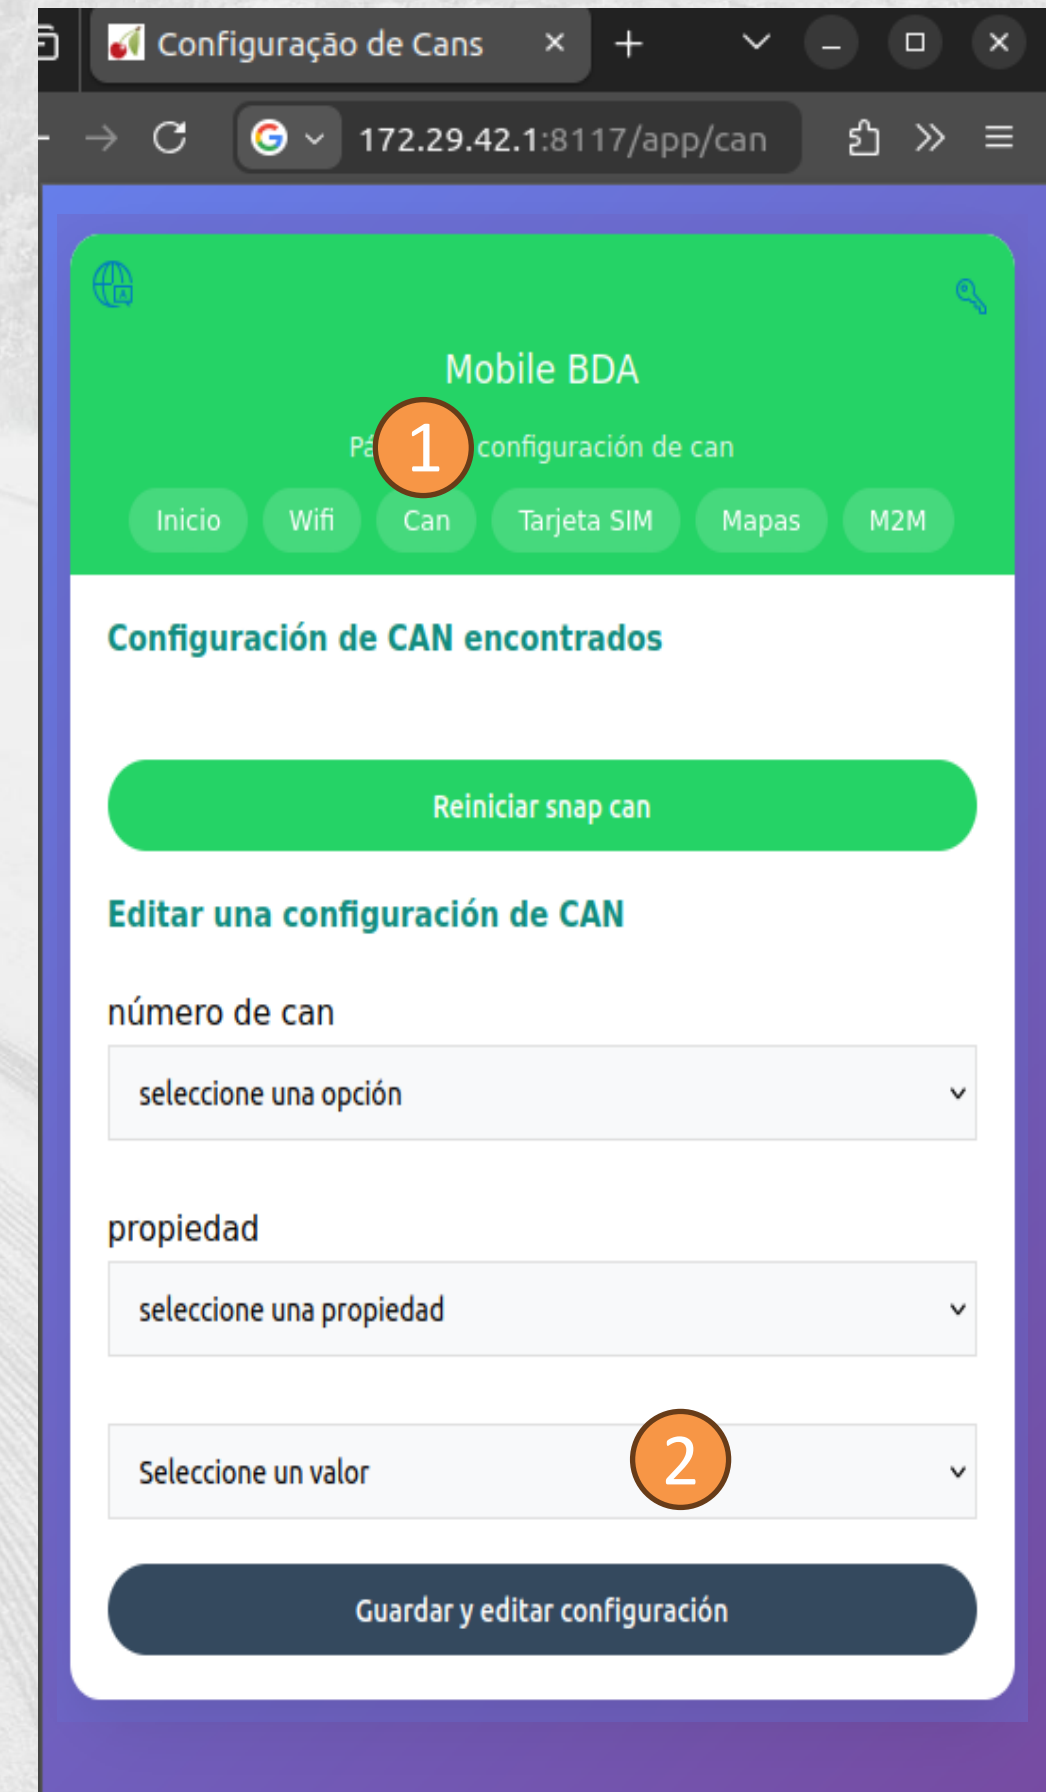 Configuração de Cans
172.29.42.1:8117/app/can
Mobile BDA
1
configuración de can
Inicio Wifi Can Tarjeta SIM Mapas M2M
Configuración de CAN encontrados
Reiniciar snap can
Editar una configuración de CAN
número de can
seleccione una opción
propiedad
seleccione una propiedad
Seleccione un valor
2
Guardar y editar configuración